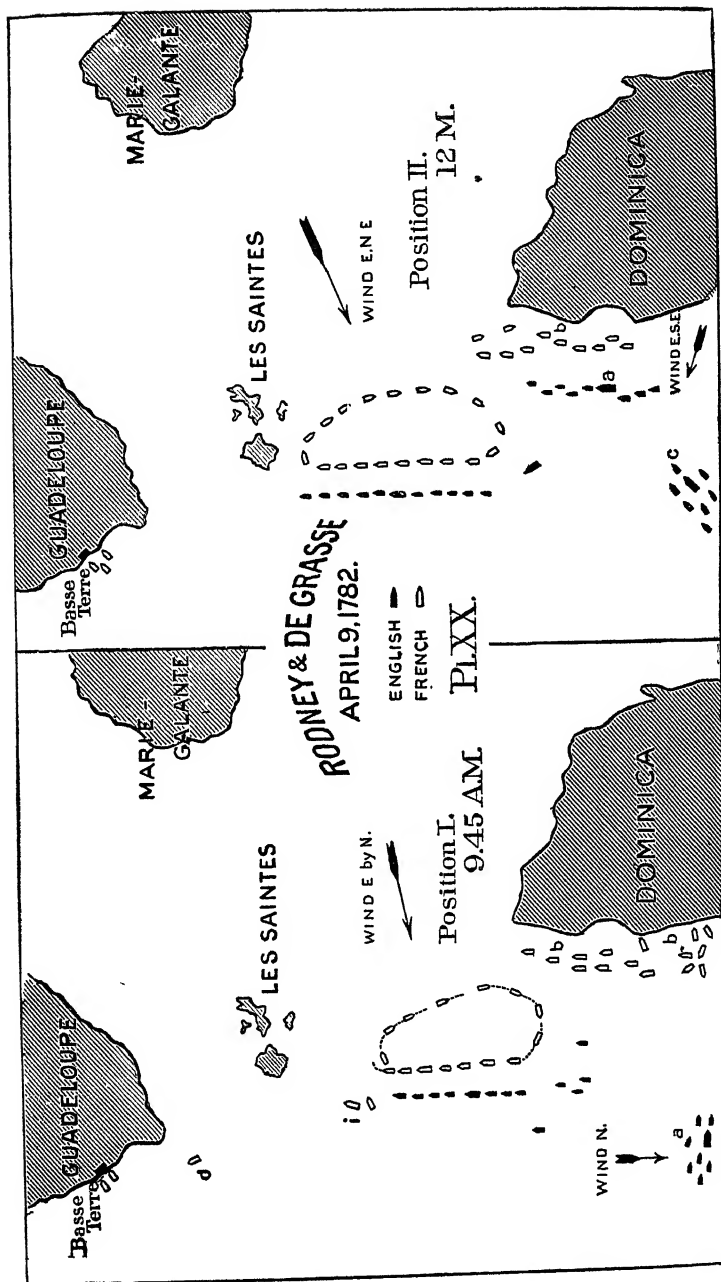 GUADELOUPE
Basse
Terre
d
MARIE-
GALANTE
LES SAINTES
i
WIND E by N.
Position I.
9.45 A.M.
b
b
DOMINICA
WIND N.
a
RODNEY & DE GRASSE
APRIL 9, 1782.
ENGLISH
FRENCH
Pl. XX.
GUADELOUPE
Basse
Terre
MARIE-
GALANTE
LES SAINTES
WIND E.N E
Position II.
12 M.
b
a
DOMINICA
WIND E.S.E.
c